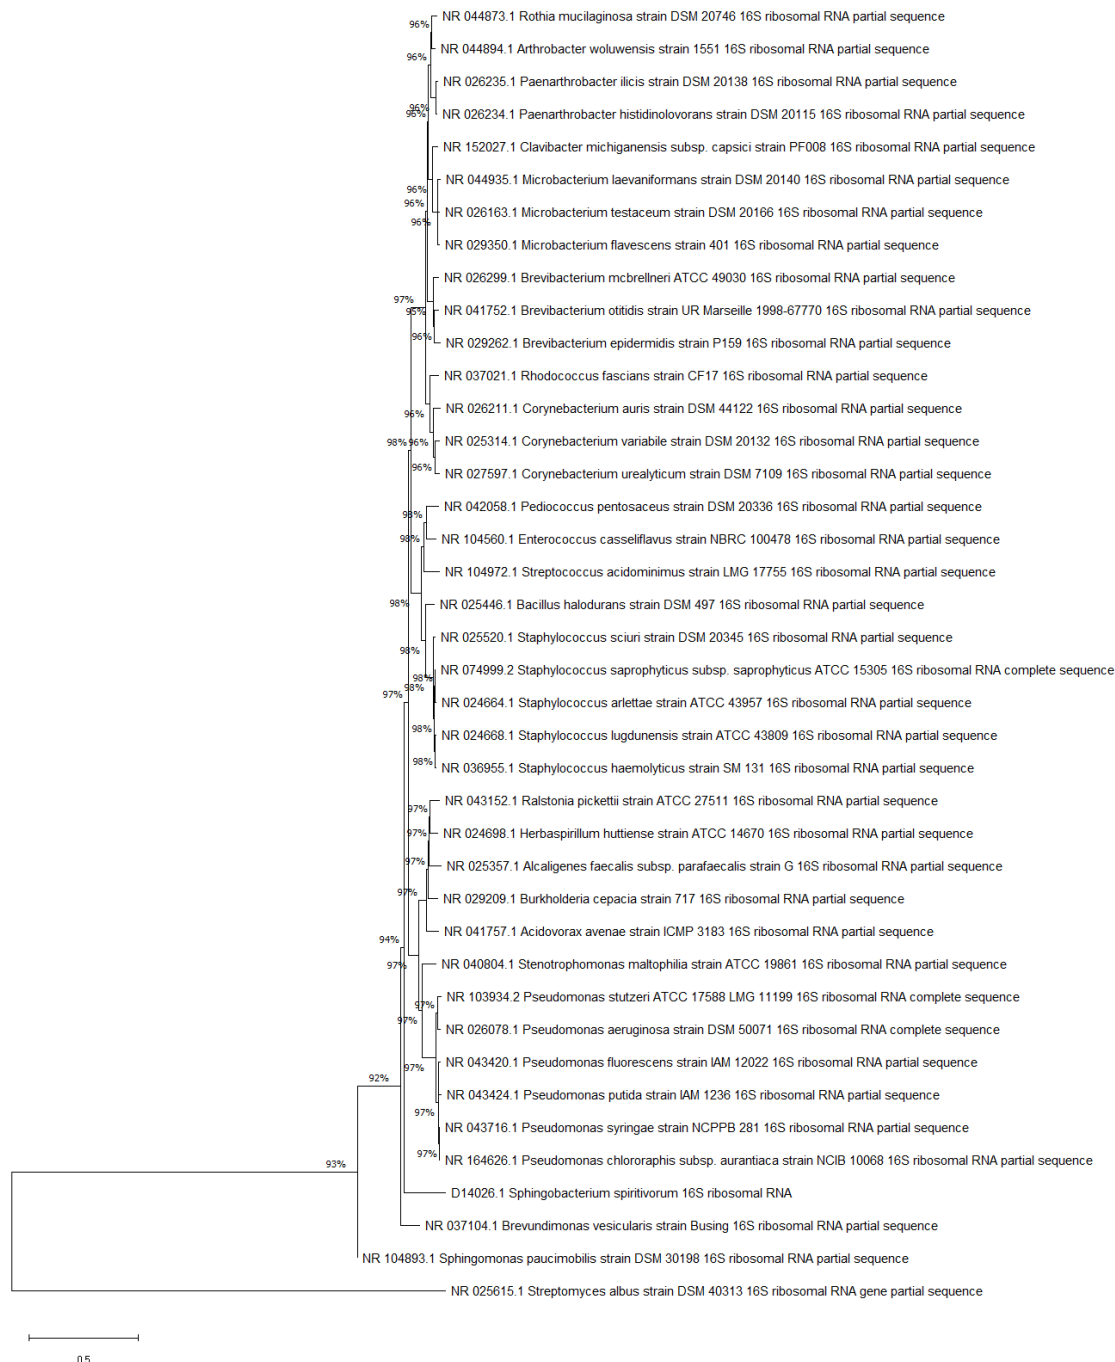 NR 044873.1 Rothia mucilaginosa strain DSM 20746 16S ribosomal RNA partial sequence
96%
NR 044894.1 Arthrobacter woluwensis strain 1551 16S ribosomal RNA partial sequence
96%
NR 026235.1 Paenarthrobacter ilicis strain DSM 20138 16S ribosomal RNA partial sequence
96%
96%
NR 026234.1 Paenarthrobacter histidinolovorans strain DSM 20115 16S ribosomal RNA partial sequence
NR 152027.1 Clavibacter michiganensis subsp. capsici strain PF008 16S ribosomal RNA partial sequence
NR 044935.1 Microbacterium laevaniformans strain DSM 20140 16S ribosomal RNA partial sequence
96%
96%
NR 026163.1 Microbacterium testaceum strain DSM 20166 16S ribosomal RNA partial sequence
96%
NR 029350.1 Microbacterium flavescens strain 401 16S ribosomal RNA partial sequence
NR 026299.1 Brevibacterium mcbrellneri ATCC 49030 16S ribosomal RNA partial sequence
97%
95%
NR 041752.1 Brevibacterium otitidis strain UR Marseille 1998-67770 16S ribosomal RNA partial sequence
96%
NR 029262.1 Brevibacterium epidermidis strain P159 16S ribosomal RNA partial sequence
NR 037021.1 Rhodococcus fascians strain CF17 16S ribosomal RNA partial sequence
96%
NR 026211.1 Corynebacterium auris strain DSM 44122 16S ribosomal RNA partial sequence
98%
96%
NR 025314.1 Corynebacterium variabile strain DSM 20132 16S ribosomal RNA partial sequence
96%
NR 027597.1 Corynebacterium urealyticum strain DSM 7109 16S ribosomal RNA partial sequence
NR 042058.1 Pediococcus pentosaceus strain DSM 20336 16S ribosomal RNA partial sequence
98%
98%
NR 104560.1 Enterococcus casseliflavus strain NBRC 100478 16S ribosomal RNA partial sequence
NR 104972.1 Streptococcus acidominimus strain LMG 17755 16S ribosomal RNA partial sequence
98%
NR 025446.1 Bacillus halodurans strain DSM 497 16S ribosomal RNA partial sequence
NR 025520.1 Staphylococcus sciuri strain DSM 20345 16S ribosomal RNA partial sequence
98%
NR 074999.2 Staphylococcus saprophyticus subsp. saprophyticus ATCC 15305 16S ribosomal RNA complete sequence
98%
98%
97%
NR 024664.1 Staphylococcus arlettae strain ATCC 43957 16S ribosomal RNA partial sequence
98%
NR 024668.1 Staphylococcus lugdunensis strain ATCC 43809 16S ribosomal RNA partial sequence
98%
NR 036955.1 Staphylococcus haemolyticus strain SM 131 16S ribosomal RNA partial sequence
NR 043152.1 Ralstonia pickettii strain ATCC 27511 16S ribosomal RNA partial sequence
97%
97%
NR 024698.1 Herbaspirillum huttiense strain ATCC 14670 16S ribosomal RNA partial sequence
97%
NR 025357.1 Alcaligenes faecalis subsp. parafaecalis strain G 16S ribosomal RNA partial sequence
97%
NR 029209.1 Burkholderia cepacia strain 717 16S ribosomal RNA partial sequence
NR 041757.1 Acidovorax avenae strain ICMP 3183 16S ribosomal RNA partial sequence
94%
97%
NR 040804.1 Stenotrophomonas maltophilia strain ATCC 19861 16S ribosomal RNA partial sequence
NR 103934.2 Pseudomonas stutzeri ATCC 17588 LMG 11199 16S ribosomal RNA complete sequence
97%
97%
NR 026078.1 Pseudomonas aeruginosa strain DSM 50071 16S ribosomal RNA complete sequence
NR 043420.1 Pseudomonas fluorescens strain IAM 12022 16S ribosomal RNA partial sequence
97%
92%
NR 043424.1 Pseudomonas putida strain IAM 1236 16S ribosomal RNA partial sequence
97%
NR 043716.1 Pseudomonas syringae strain NCPPB 281 16S ribosomal RNA partial sequence
97%
NR 164626.1 Pseudomonas chlororaphis subsp. aurantiaca strain NCIB 10068 16S ribosomal RNA partial sequence
93%
D14026.1 Sphingobacterium spiritivorum 16S ribosomal RNA
NR 037104.1 Brevundimonas vesicularis strain Busing 16S ribosomal RNA partial sequence
NR 104893.1 Sphingomonas paucimobilis strain DSM 30198 16S ribosomal RNA partial sequence
NR 025615.1 Streptomyces albus strain DSM 40313 16S ribosomal RNA gene partial sequence
0.5